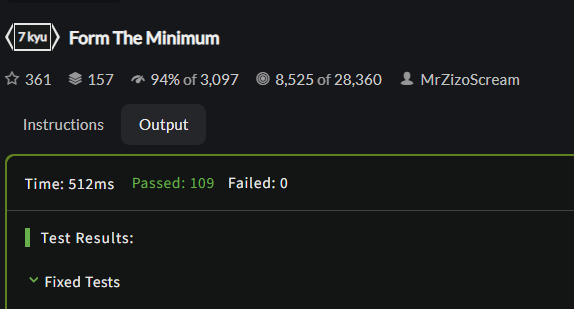 7 kyu Form The Minimum
361 157 94% of 3,097 8,525 of 28,360 MrZizoScream
Instructions Output
Time: 512ms Passed: 109 Failed: 0
Test Results:
Fixed Tests